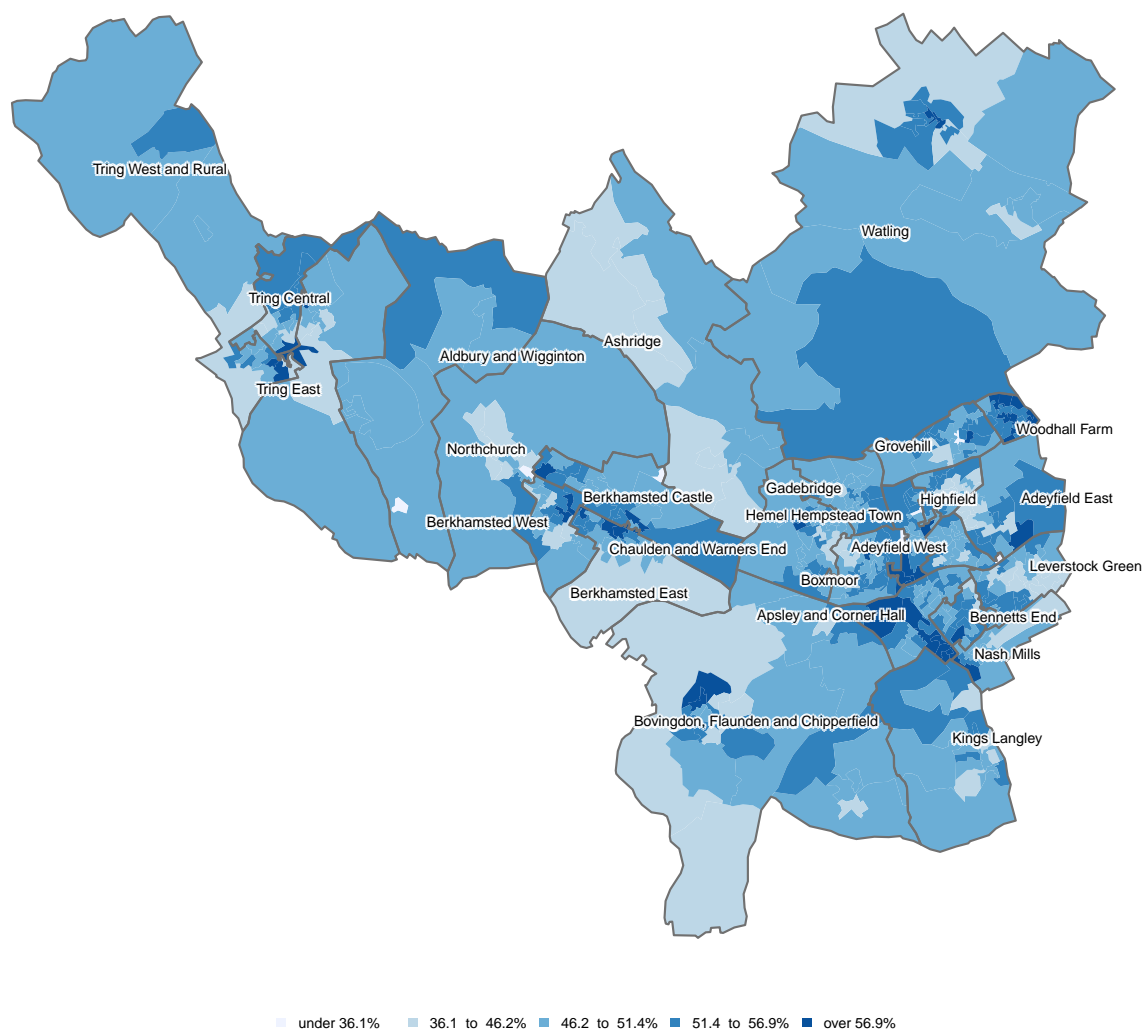 Tring West and Rural
Watling
Tring Central
Ashridge
Aldbury and Wigginton
Tring East
Woodhall Farm
Grovehill
Northchurch
Gadebridge
Berkhamsted Castle
Highfield
Adeyfield East
Hemel Hempstead Town
Berkhamsted West
Chaulden and Warners End
Adeyfield West
Leverstock Green
Boxmoor
Berkhamsted East
Apsley and Corner Hall
Bennetts End
Nash Mills
Bovingdon, Flaunden and Chipperfield
Kings Langley
under 36.1% 36.1 to 46.2% 46.2 to 51.4% 51.4 to 56.9% over 56.9%